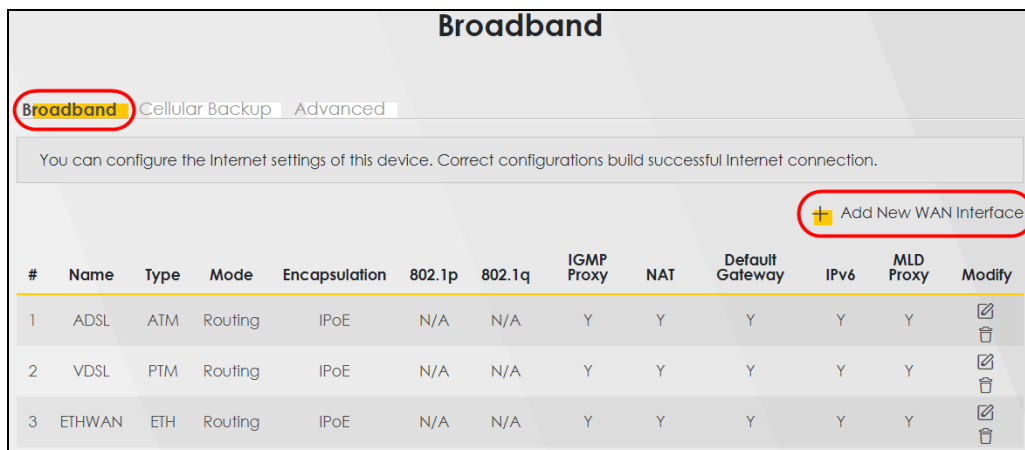 Broadband
Broadband Cellular Backup Advanced
You can configure the Internet settings of this device. Correct configurations build successful Internet connection.
+ Add New WAN Interface
# Name Type Mode Encapsulation 802.1p 802.1q IGMP Proxy NAT Default Gateway IPv6 MLD Proxy Modify
1 ADSL ATM Routing IPoE N/A N/A Y Y Y Y Y
2 VDSL PTM Routing IPoE N/A N/A Y Y Y Y Y
3 ETHWAN ETH Routing IPoE N/A N/A Y Y Y Y Y